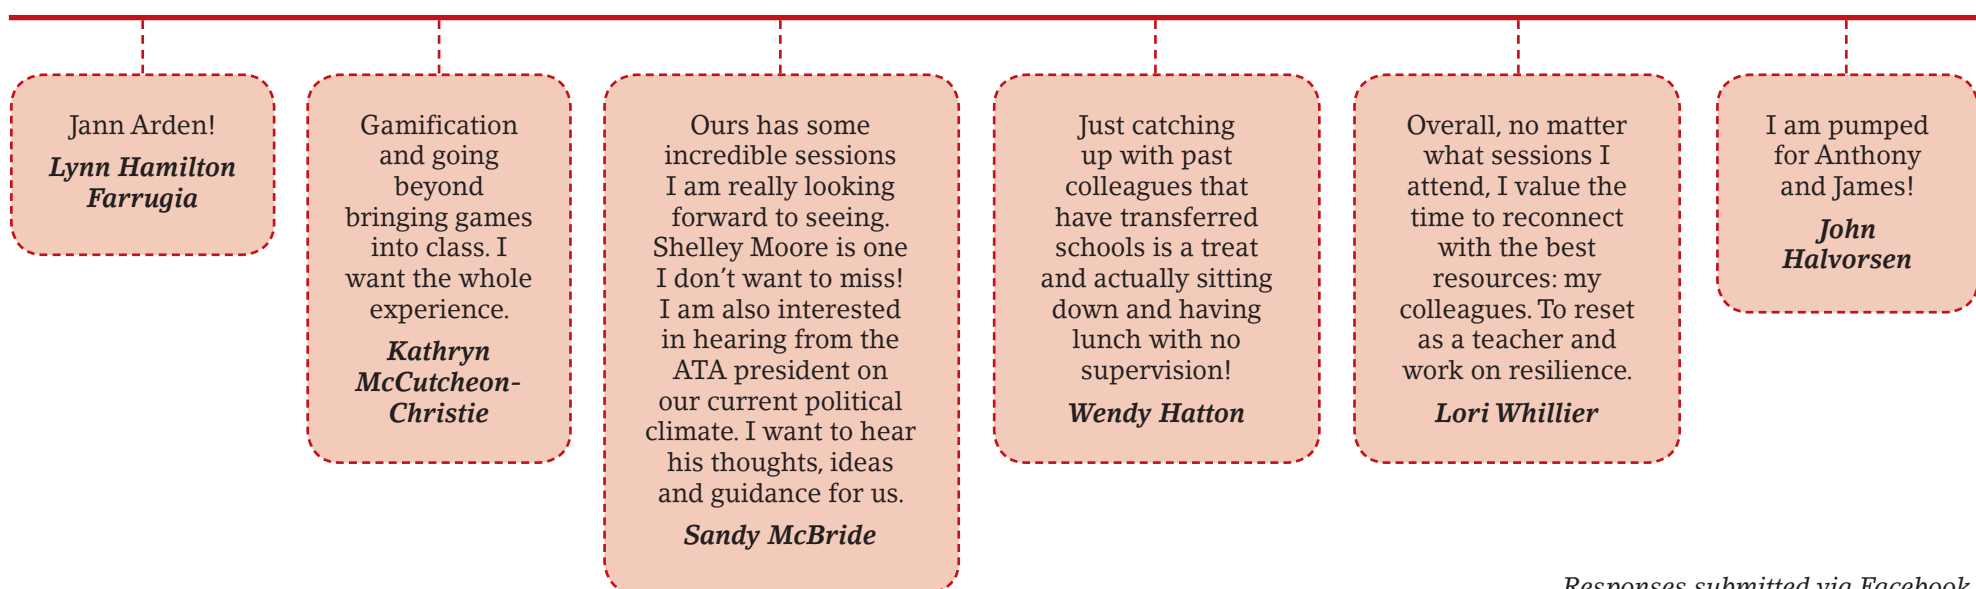 Jann Arden!
Lynn Hamilton
Farrugia
Gamification
and going
beyond
bringing games
into class. I
want the whole
experience.
Kathryn
McCutcheon-
Christie
Ours has some
incredible sessions
I am really looking
forward to seeing.
Shelley Moore is one
I don’t want to miss!
I am also interested
in hearing from the
ATA president on
our current political
climate. I want to hear
his thoughts, ideas
and guidance for us.
Sandy McBride
Just catching
up with past
colleagues that
have transferred
schools is a treat
and actually sitting
down and having
lunch with no
supervision!
Wendy Hatton
Overall, no matter
what sessions I
attend, I value the
time to reconnect
with the best
resources: my
colleagues. To reset
as a teacher and
work on resilience.
Lori Whillier
I am pumped
for Anthony
and James!
John
Halvorsen
Responses submitted via Facebook